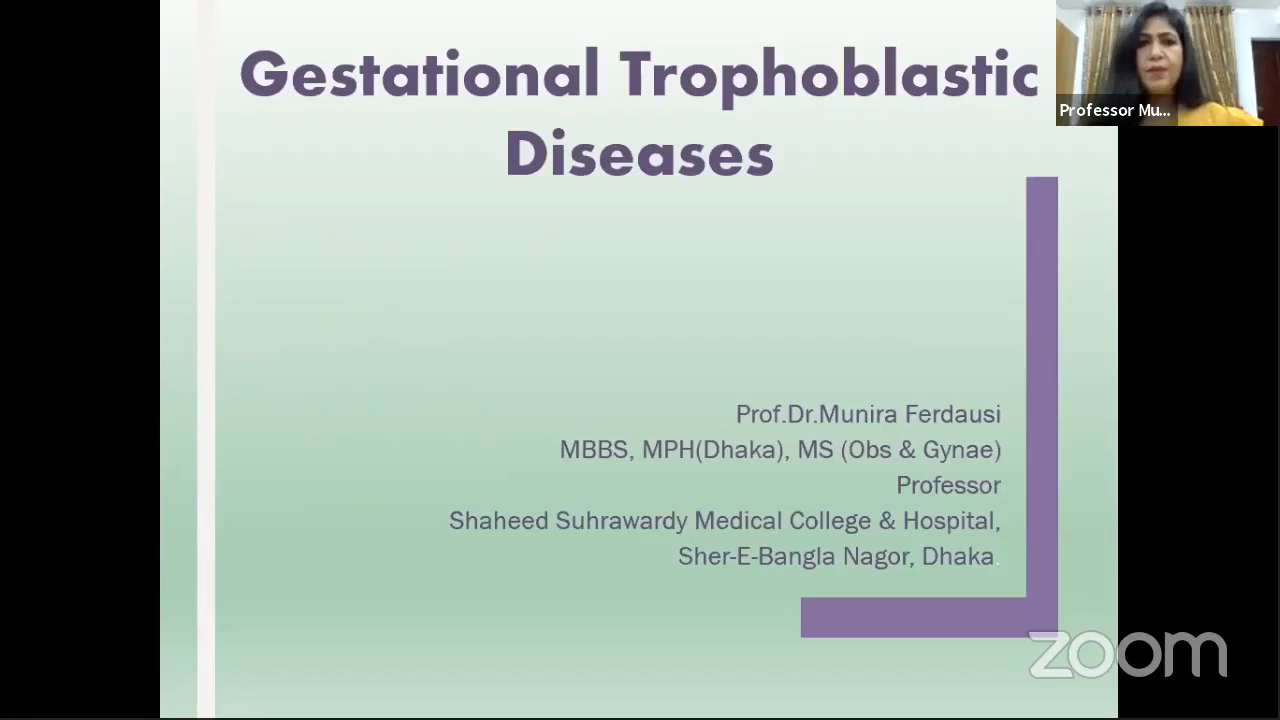 Gestational Trophoblastic
Diseases
Professor Mu...
Prof.Dr.Munira Ferdausi
MBBS, MPH(Dhaka), MS (Obs & Gynae)
Professor
Shaheed Suhrawardy Medical College & Hospital,
Sher-E-Bangla Nagor, Dhaka.
zoom